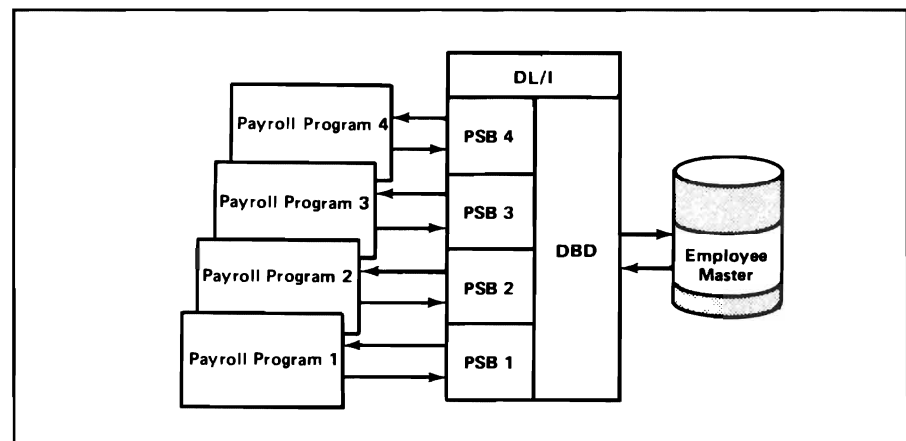 DL/I
Payroll Program 4
PSB 4
Payroll Program 3
PSB 3
DBD
Employee
Master
Payroll Program 2
PSB 2
Payroll Program 1
PSB 1